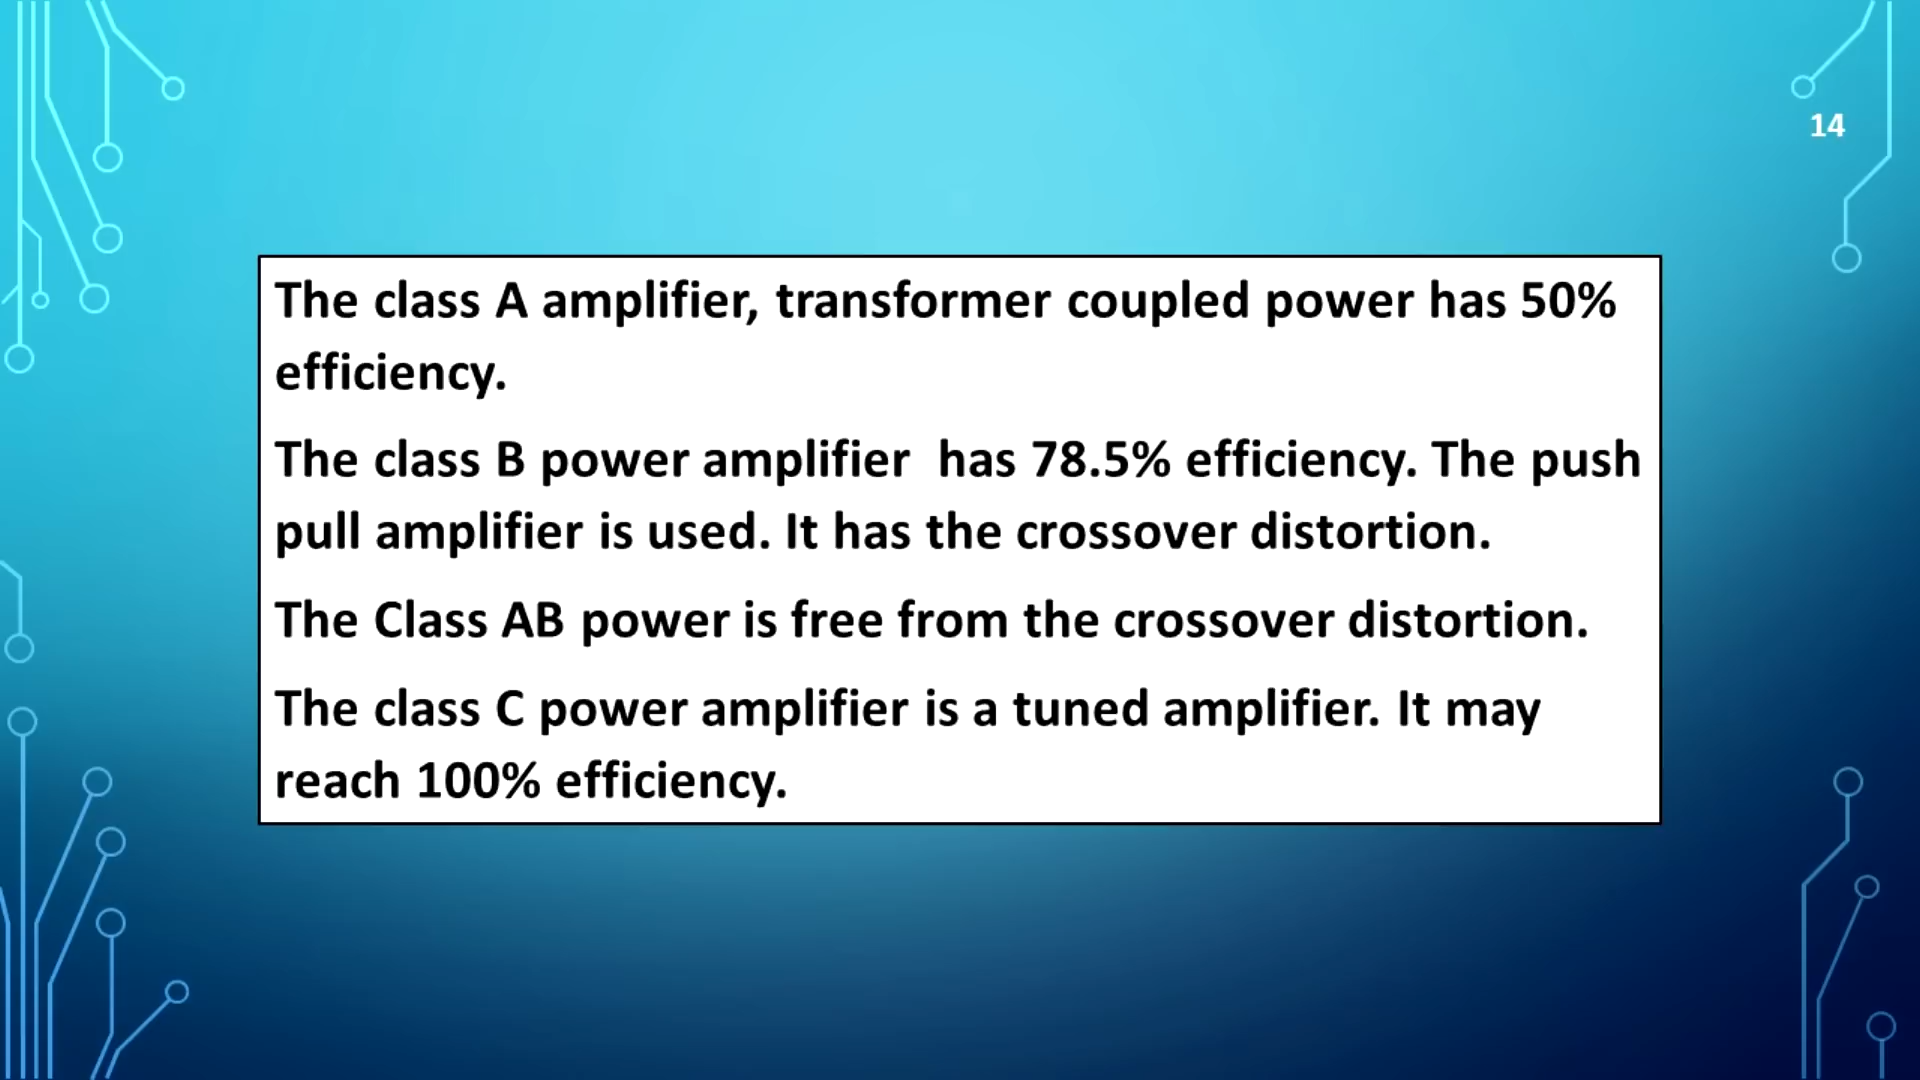 14
The class A amplifier, transformer coupled power has 50%
efficiency.
The class B power amplifier  has 78.5% efficiency. The push
pull amplifier is used. It has the crossover distortion.
The Class AB power is free from the crossover distortion.
The class C power amplifier is a tuned amplifier. It may
reach 100% efficiency.